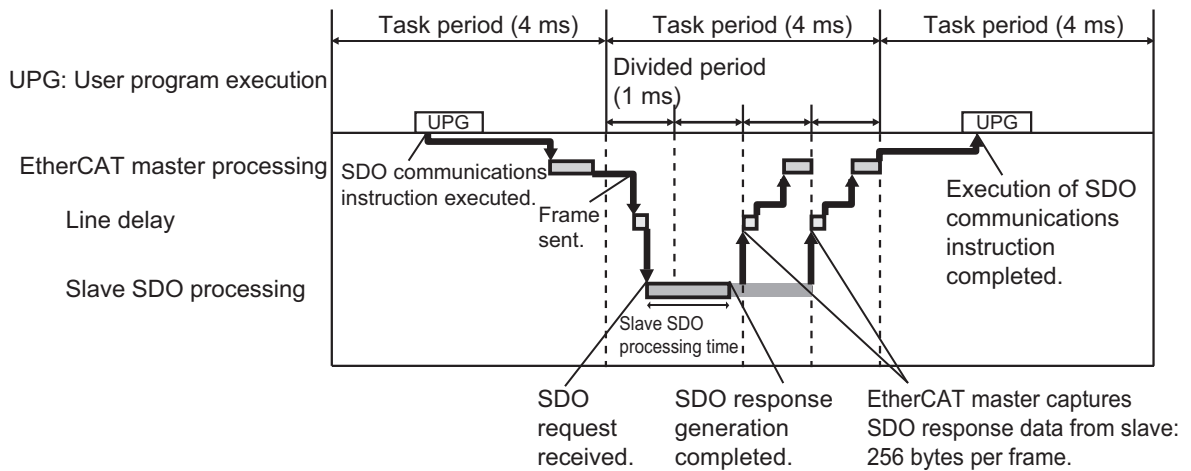 Task period (4 ms)
Task period (4 ms)
Task period (4 ms)
UPG: User program execution
Divided period
(1 ms)
UPG
UPG
EtherCAT master processing
SDO communications
instruction executed.
Frame
sent.
Execution of SDO
communications
instruction
completed.
Line delay
Slave SDO processing
Slave SDO
processing time
SDO
request
received.
SDO response
generation
completed.
EtherCAT master captures
SDO response data from slave:
256 bytes per frame.